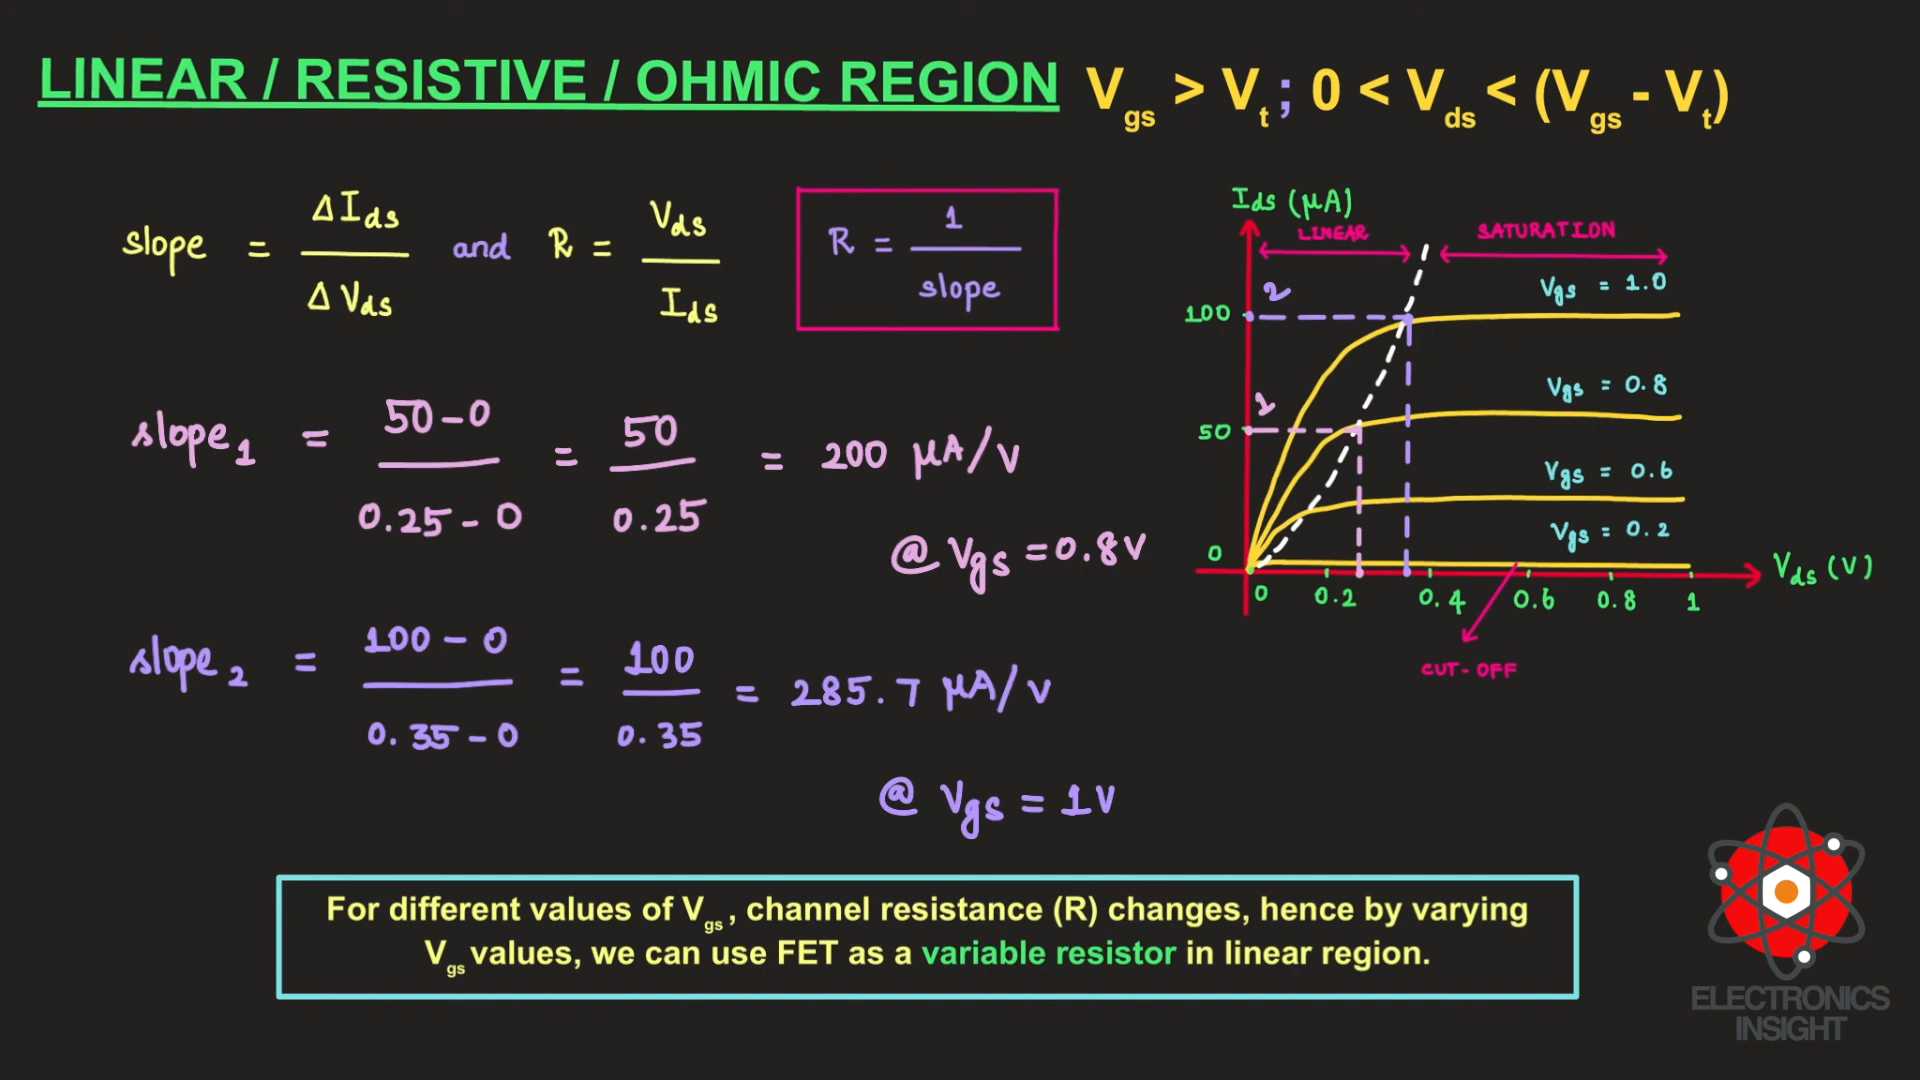 LINEAR / RESISTIVE / OHMIC REGION Vgs > Vt ; 0 < Vds < (Vgs - Vt)
slope = ΔIds / ΔVds and R = Vds / Ids
R = 1 / slope
slope1 = 50 - 0 / 0.25 - 0 = 50 / 0.25 = 200 μA/V
@ Vgs = 0.8V
slope2 = 100 - 0 / 0.35 - 0 = 100 / 0.35 = 285.7 μA/V
@ Vgs = 1V
Ids (μA)
LINEAR
SATURATION
2
Vgs = 1.0
100
Vgs = 0.8
1
50
Vgs = 0.6
Vgs = 0.2
0
Vds (V)
0 0.2 0.4 0.6 0.8 1
CUT-OFF
For different values of Vgs , channel resistance (R) changes, hence by varying
Vgs values, we can use FET as a variable resistor in linear region.
ELECTRONICS
INSIGHT